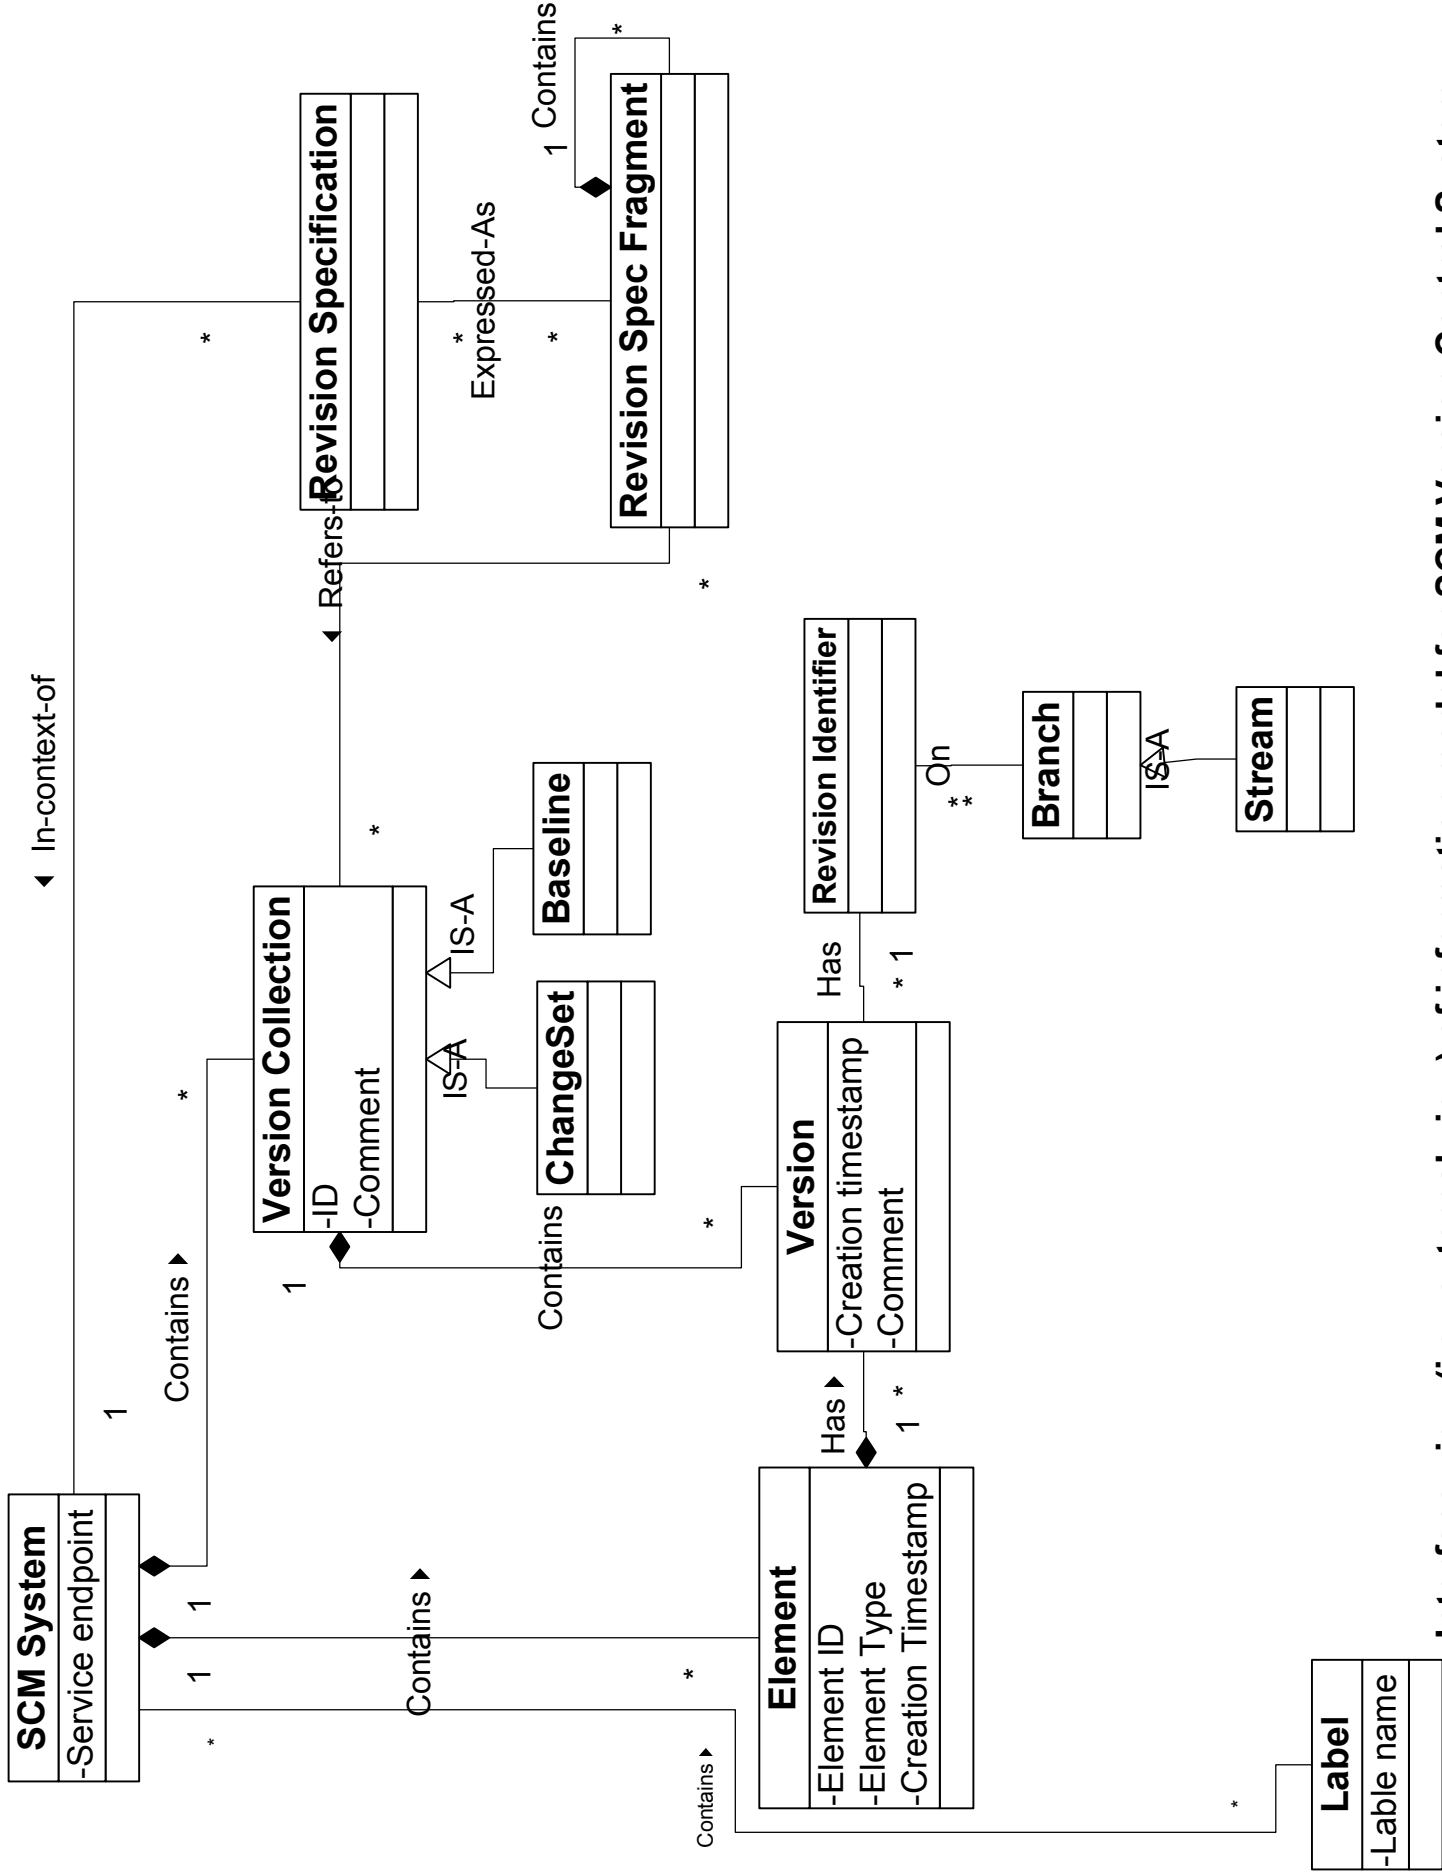 SCM System
-Service endpoint
1
◄ In-context-of
*
Revision Specification
*
Expressed-As
*
Revision Spec Fragment
1
Contains
*
◄ Refers-to
*
*
1
Contains ►
*
Version Collection
-ID
-Comment
IS-A
IS-A
ChangeSet
Baseline
1
Contains
*
1
Contains ►
*
Element
-Element ID
-Element Type
-Creation Timestamp
Has ►
1
*
Version
-Creation timestamp
-Comment
Has
*
1
Revision Identifier
On
*
*
Branch
IS-A
Stream
*
Contains ►
*
Label
-Lable name